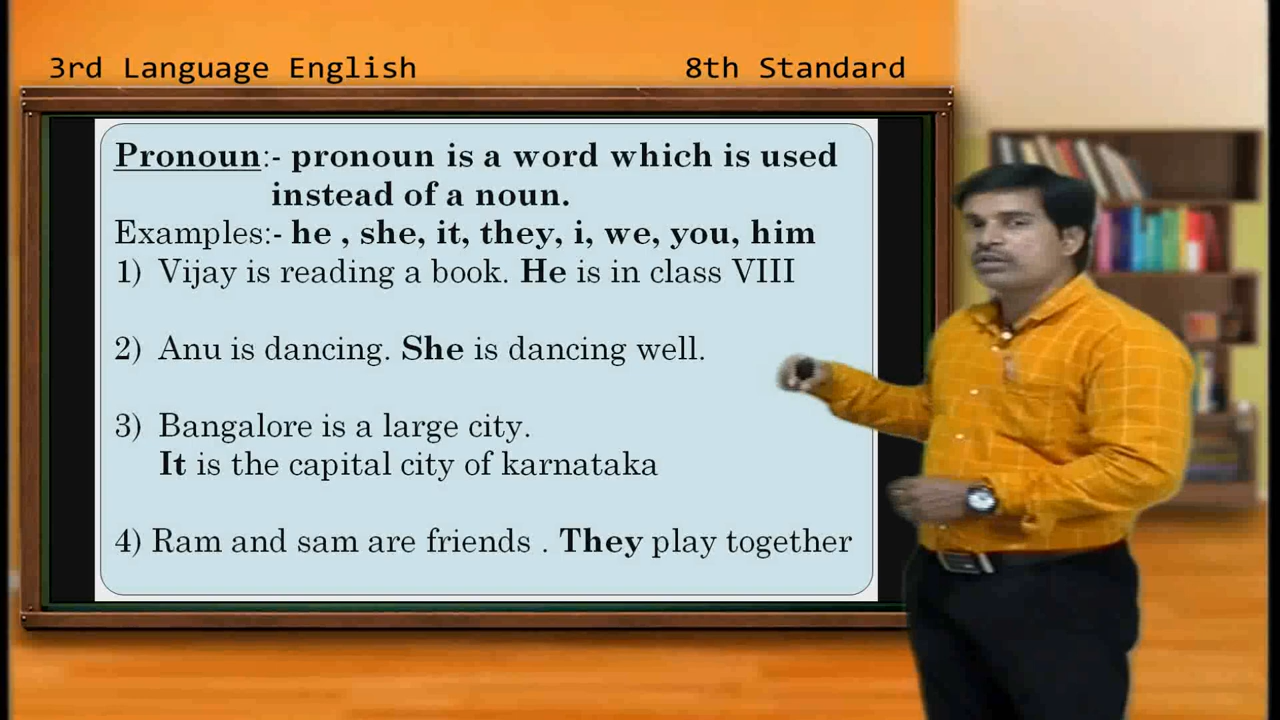 3rd Language English 8th Standard
Pronoun:- pronoun is a word which is used
instead of a noun.
Examples:- he , she, it, they, i, we, you, him
1) Vijay is reading a book. He is in class VIII
2) Anu is dancing. She is dancing well.
3) Bangalore is a large city.
It is the capital city of karnataka
4) Ram and sam are friends . They play together